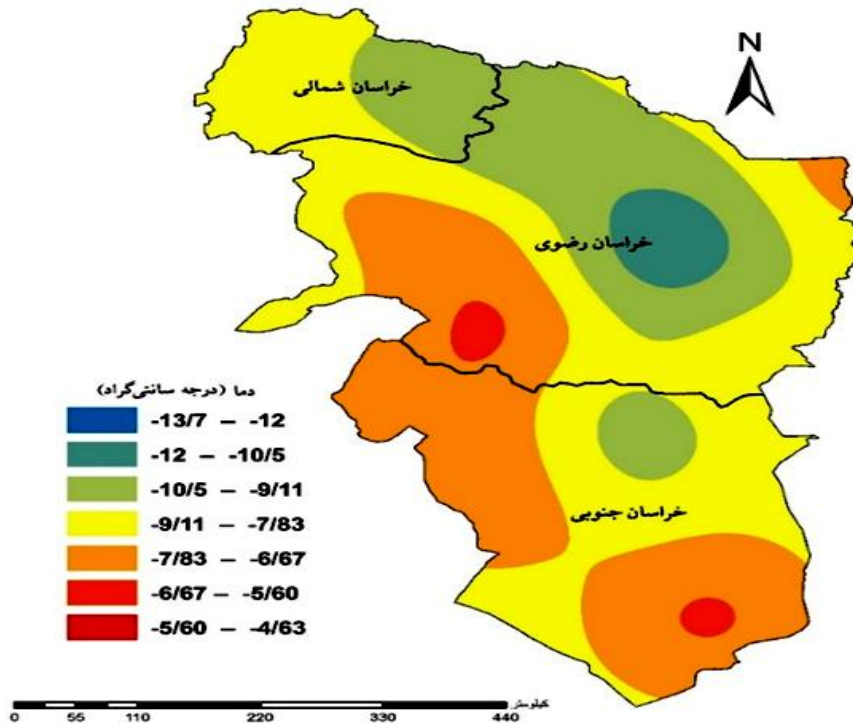 N
خراسان شمالی
خراسان رضوی
دما (درجه سانتی‌گراد)
-13/7 – -12
-12 – -10/5
-10/5 – -9/11
-9/11 – -7/83
-7/83 – -6/67
-6/67 – -5/60
-5/60 – -4/63
خراسان جنوبی
کیلومتر
0 55 110 220 330 440